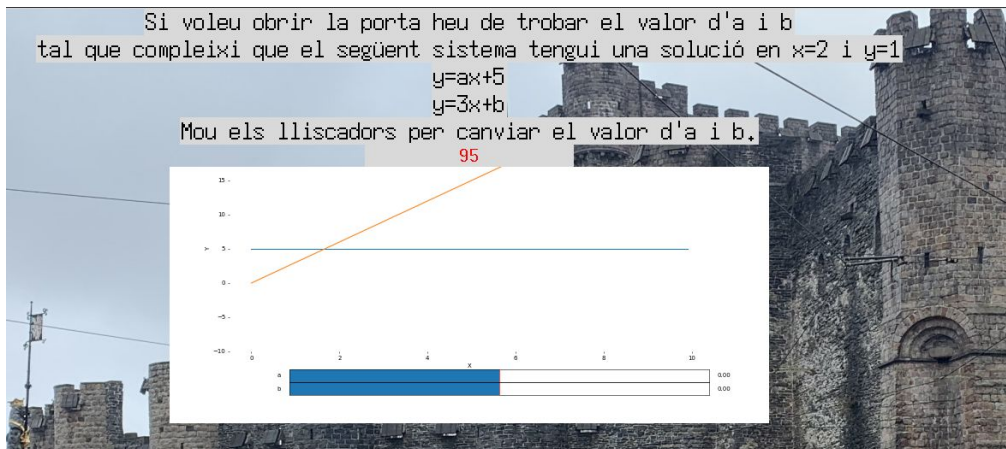 Si voleu obrir la porta heu de trobar el valor d'a i b
tal que compleixi que el següent sistema tengui una solució en x=2 i y=1
y=ax+5
y=3x+b
Mou els lliscadors per canviar el valor d'a i b.
95
15
10
Y
5
0
−5
−10
0 2 4 6 8 10
X
a 0.00
b 0.00